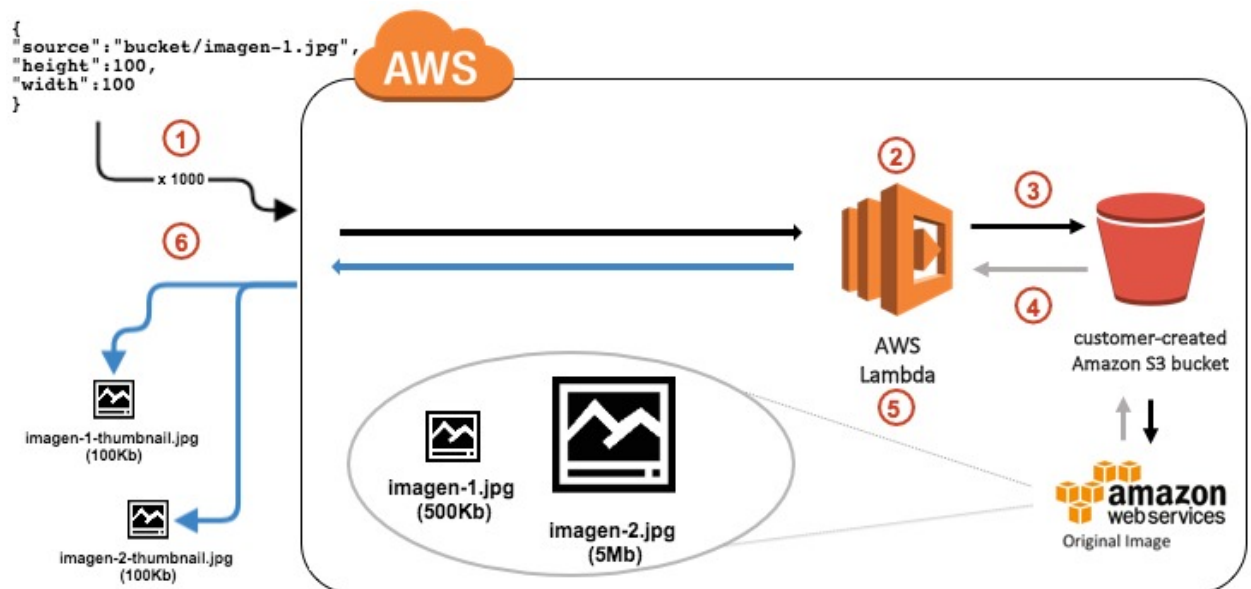 {
"source":"bucket/imagen-1.jpg",
"height":100,
"width":100
}
AWS
1
x 1000
2
3
6
4
AWS
Lambda
5
customer-created
Amazon S3 bucket
imagen-1-thumbnail.jpg
(100Kb)
imagen-2-thumbnail.jpg
(100Kb)
imagen-1.jpg
(500Kb)
imagen-2.jpg
(5Mb)
amazon
webservices
Original Image